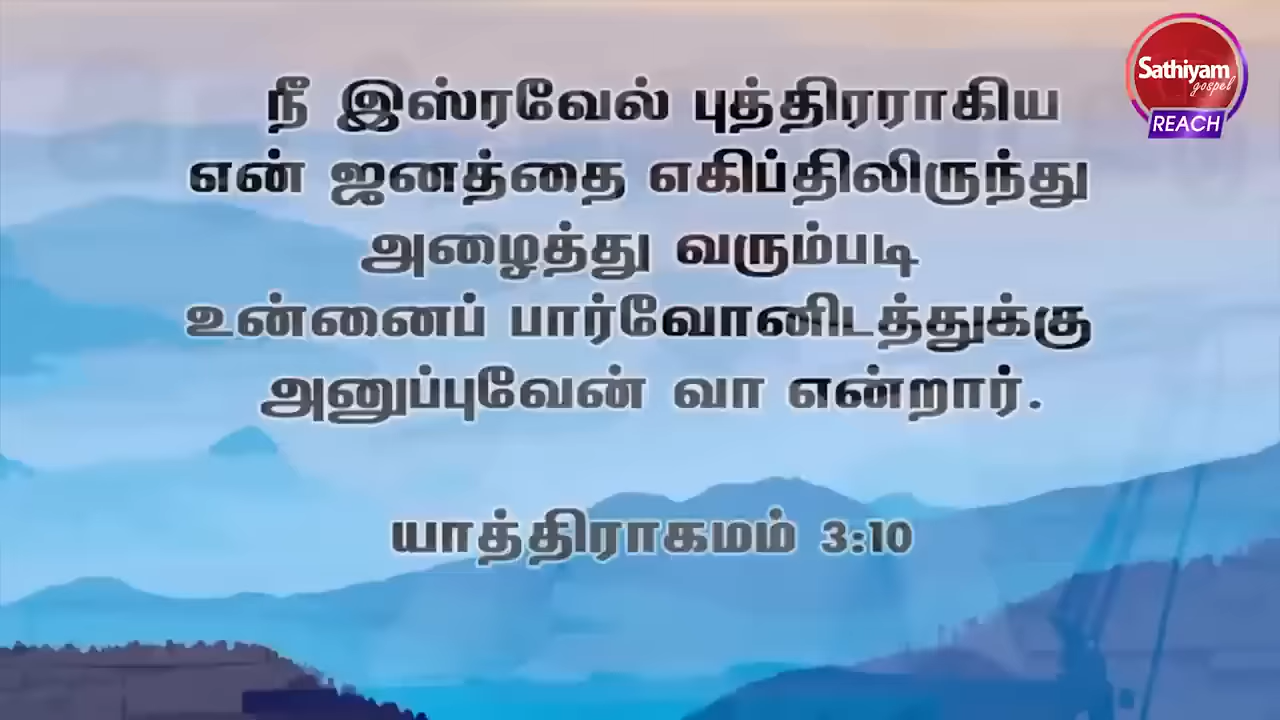 Sathiyam
gospel
REACH
நீ இஸ்ரவேல் புத்திரராகிய
என் ஜனத்தை எகிப்திலிருந்து
அழைத்து வரும்படி
உன்னைப் பார்வோனிடத்துக்கு
அனுப்புவேன் வா என்றார்.
யாத்திராகமம் 3:10